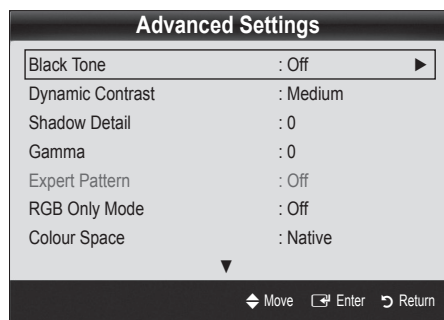 Advanced Settings
Black Tone : Off ►
Dynamic Contrast : Medium
Shadow Detail : 0
Gamma : 0
Expert Pattern : Off
RGB Only Mode : Off
Colour Space : Native
▼
Move Enter Return